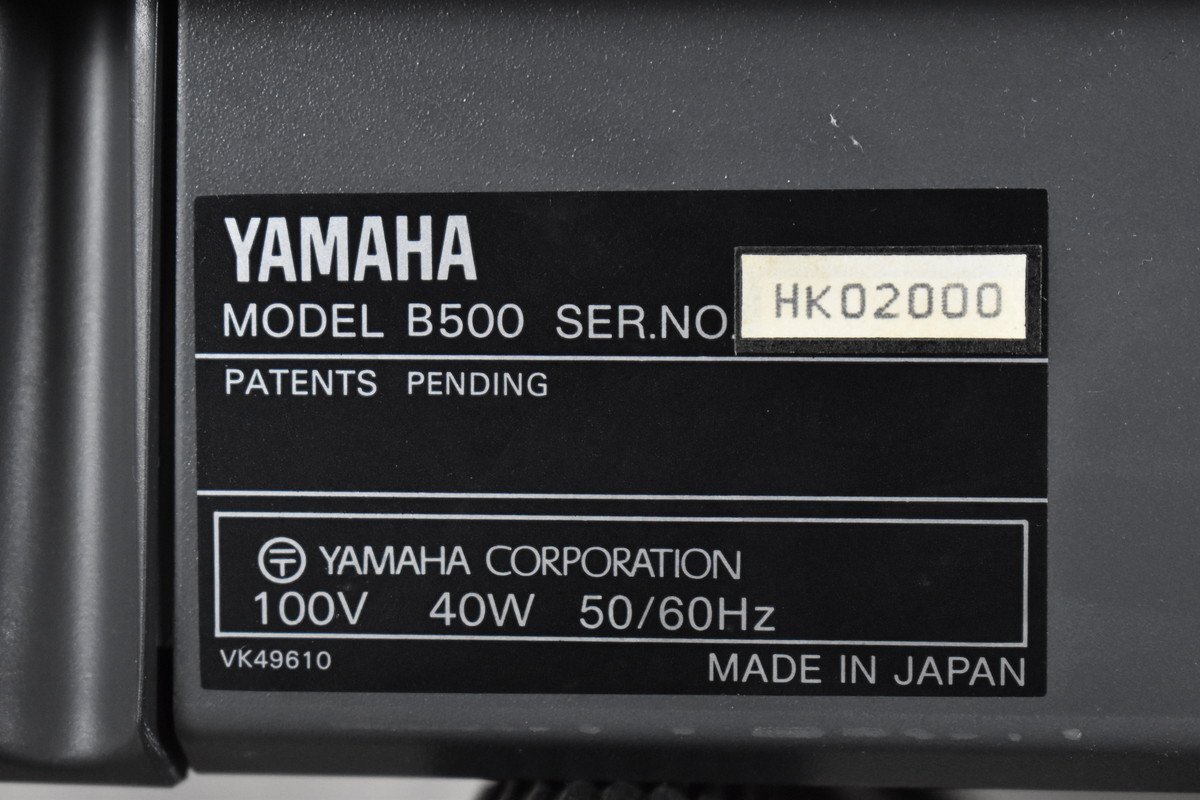 YAMAHA
MODEL B500 SER.NO. HK02000
PATENTS PENDING
〶 YAMAHA CORPORATION
100V 40W 50/60Hz
VK49610
MADE IN JAPAN